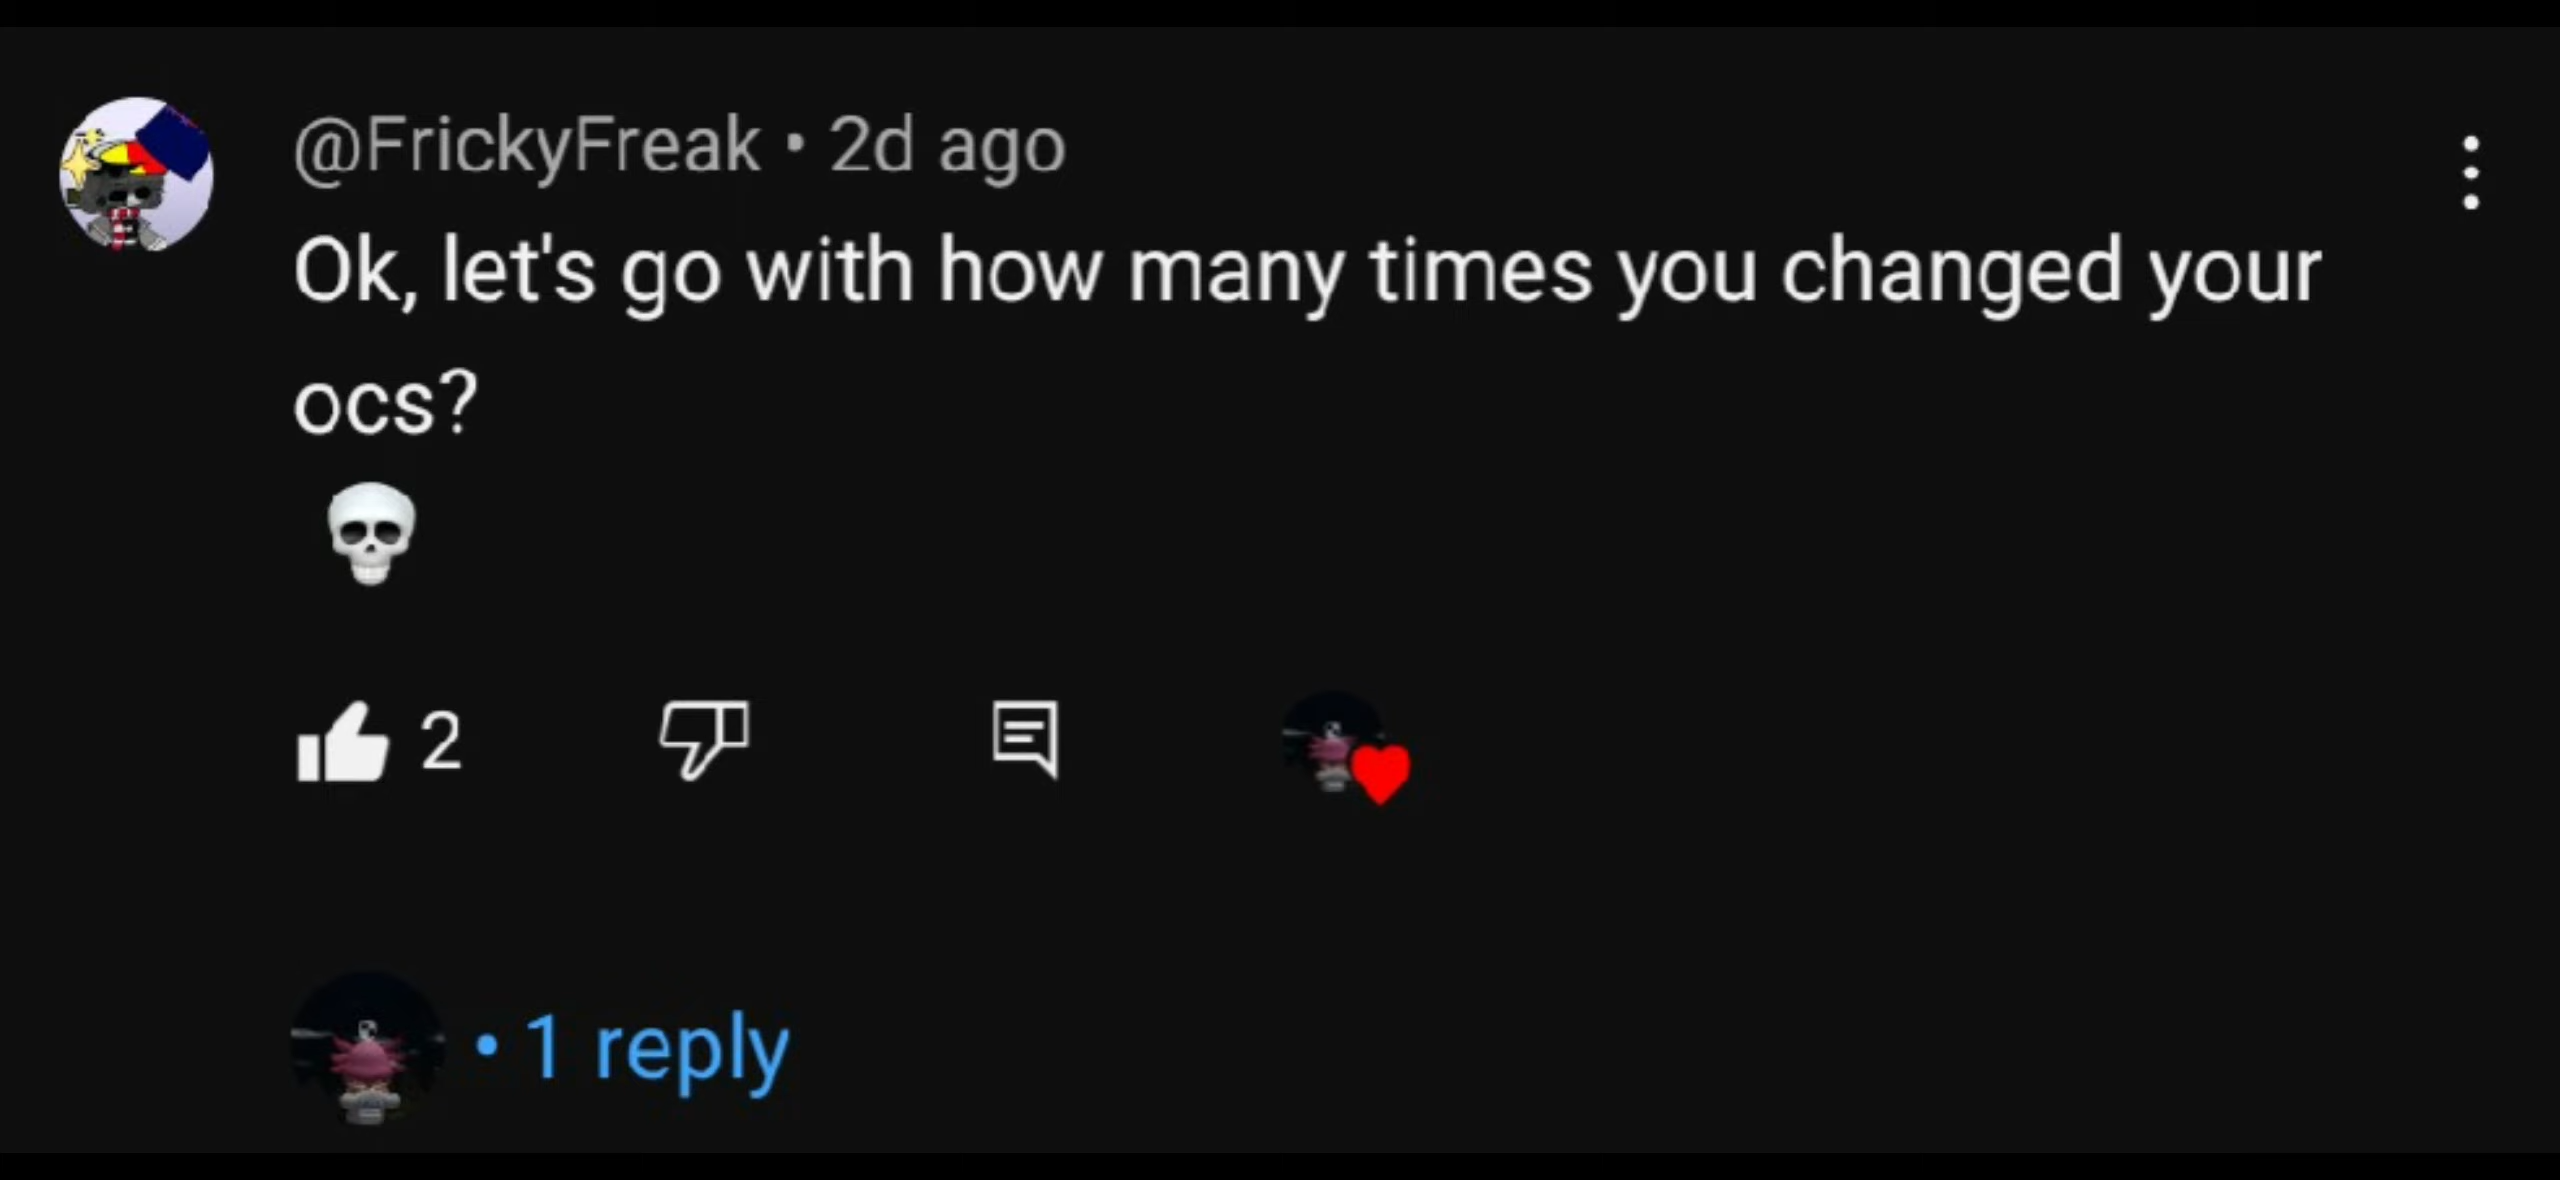 @FrickyFreak • 2d ago
Ok, let's go with how many times you changed your
ocs?
💀
2
• 1 reply